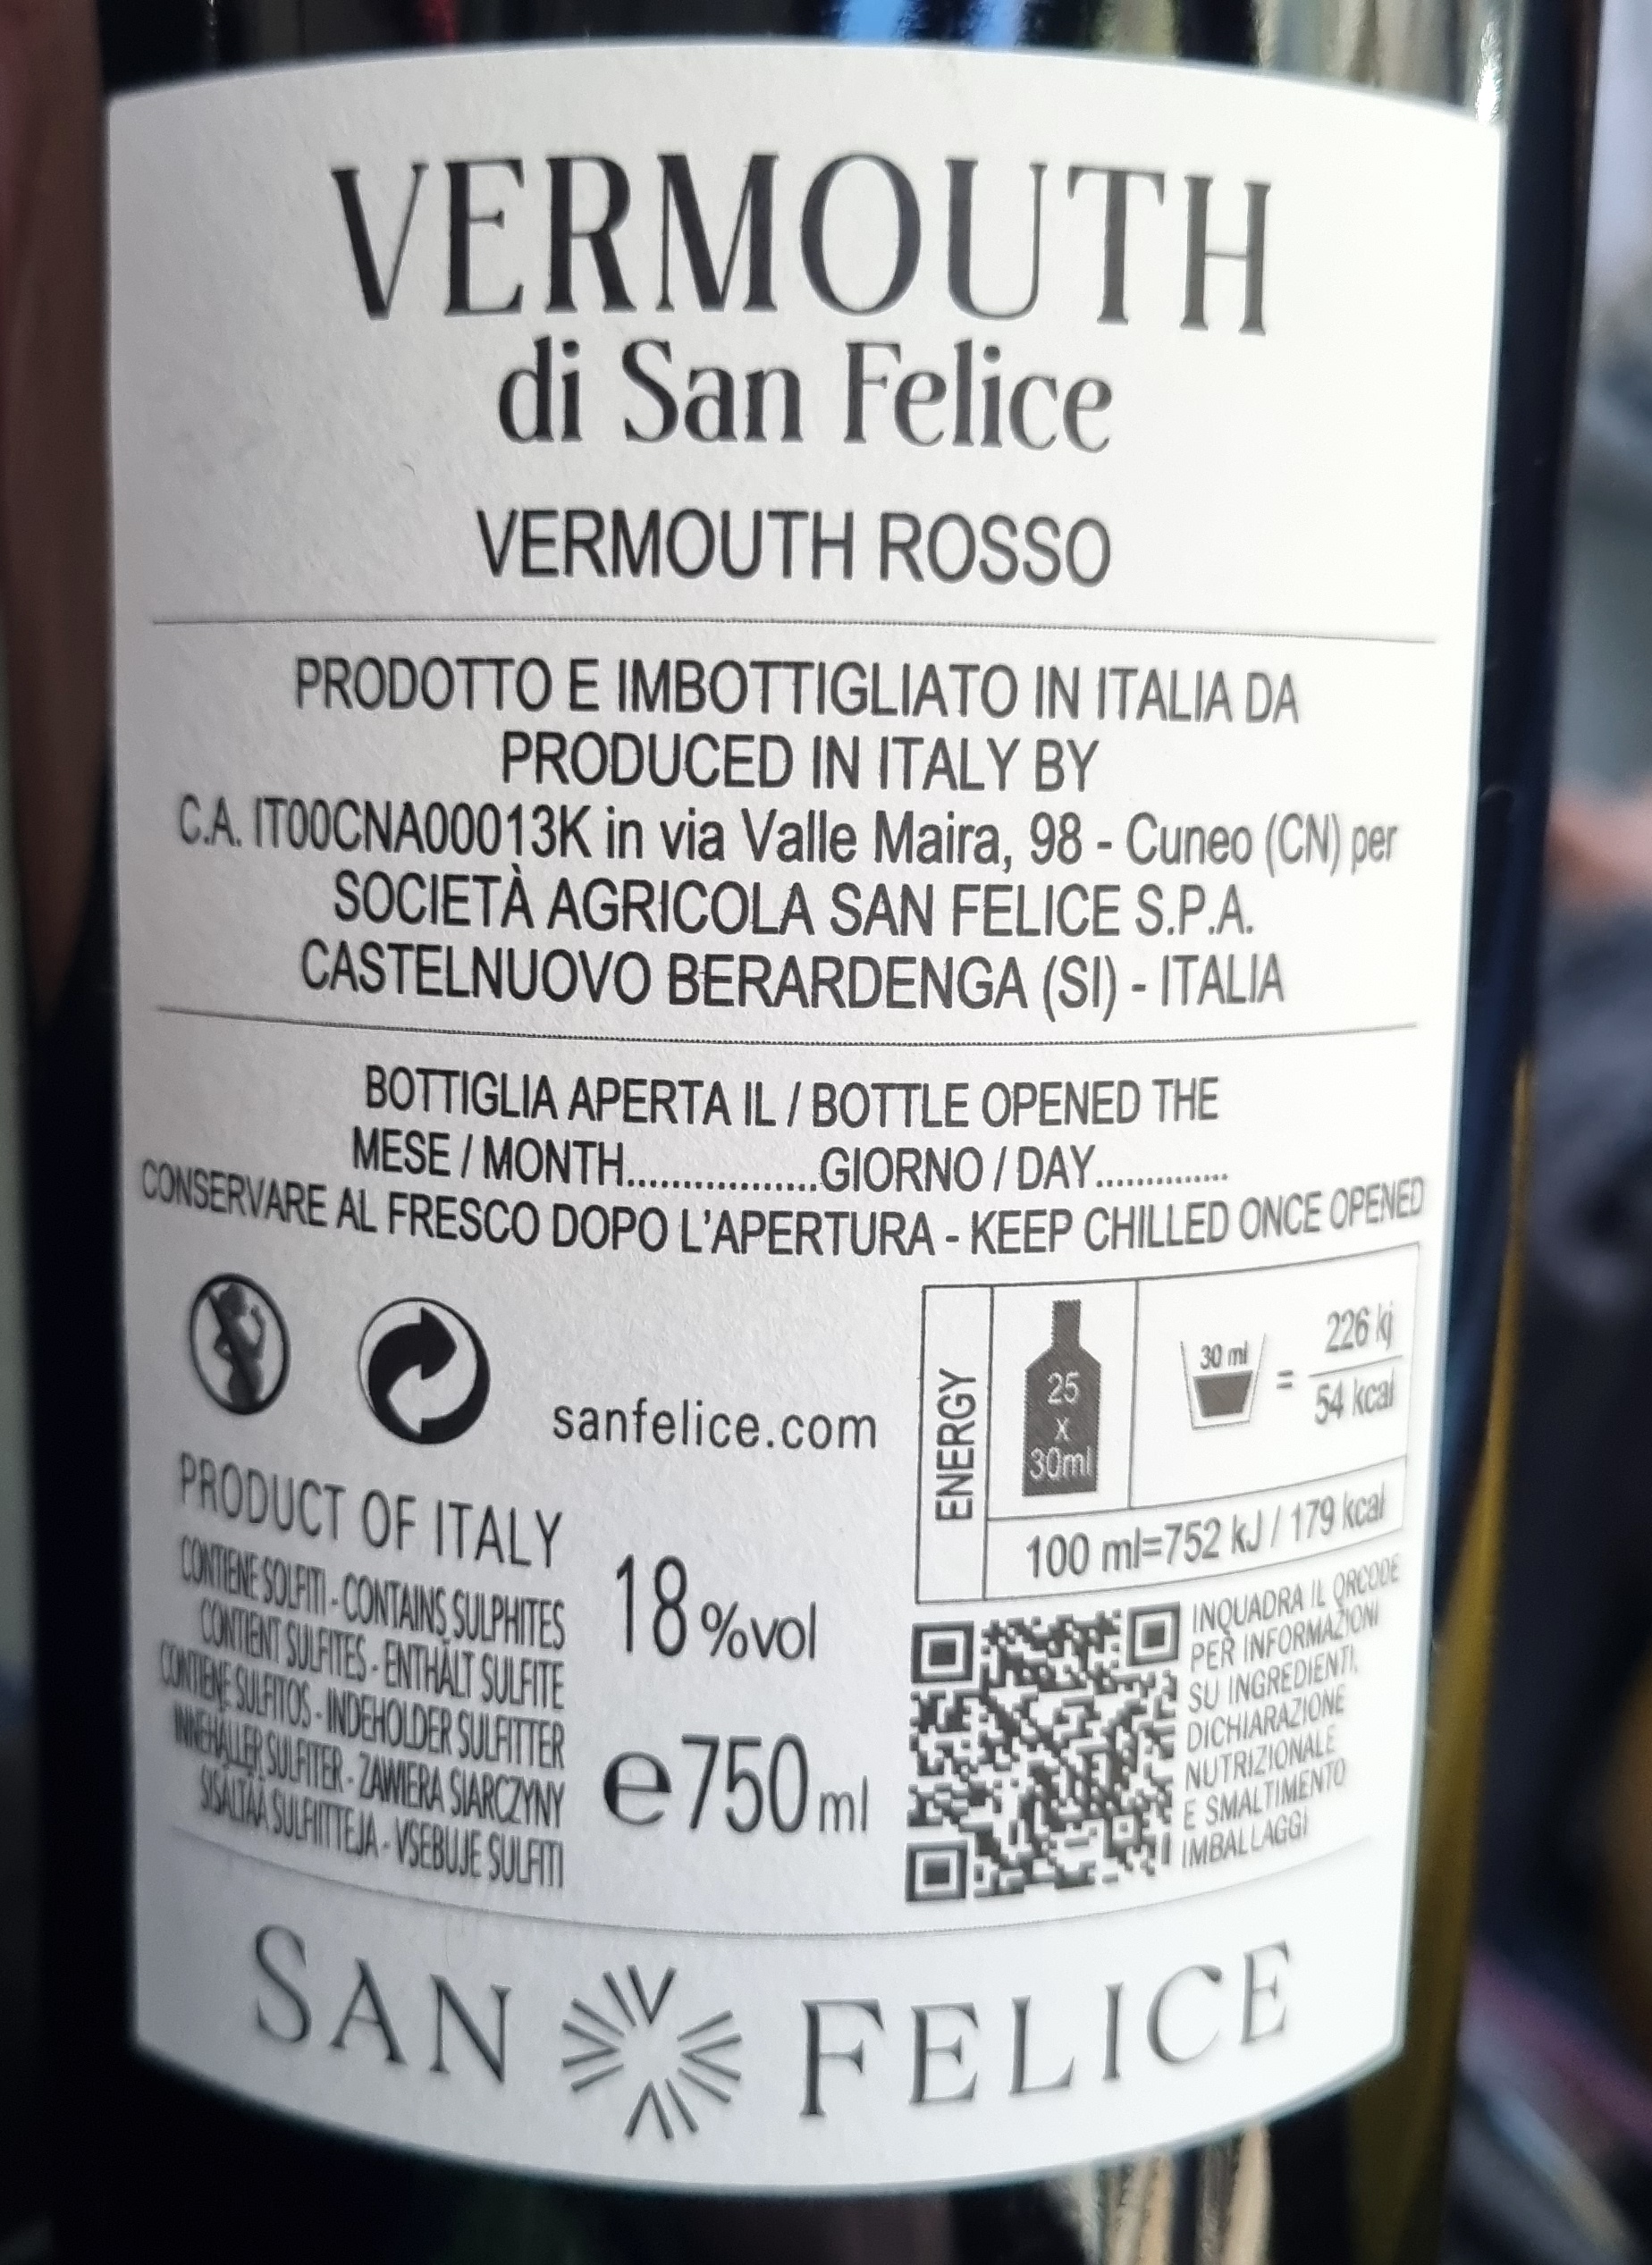 VERMOUTH
di San Felice
VERMOUTH ROSSO
PRODOTTO E IMBOTTIGLIATO IN ITALIA DA
PRODUCED IN ITALY BY
C.A. IT00CNA00013K in via Valle Maira, 98 - Cuneo (CN) per
SOCIETÀ AGRICOLA SAN FELICE S.P.A.
CASTELNUOVO BERARDENGA (SI) - ITALIA
BOTTIGLIA APERTA IL / BOTTLE OPENED THE
MESE / MONTH..................GIORNO / DAY..............
CONSERVARE AL FRESCO DOPO L'APERTURA - KEEP CHILLED ONCE OPENED
sanfelice.com
ENERGY
25
x
30ml
30 ml
=
226 kj
54 kcal
100 ml=752 kJ / 179 kcal
PRODUCT OF ITALY
CONTIENE SOLFITI - CONTAINS SULPHITES
CONTIENT SULFITES - ENTHÄLT SULFITE
CONTIENE SULFITOS - INDEHOLDER SULFITTER
INNEHÅLLER SULFITER - ZAWIERA SIARCZYNY
SISÄLTÄÄ SULFIITTEJA - VSEBUJE SULFITI
18%vol
e750ml
INQUADRA IL QRCODE
PER INFORMAZIONI
SU INGREDIENTI,
DICHIARAZIONE
NUTRIZIONALE
E SMALTIMENTO
IMBALLAGGI
SAN FELICE